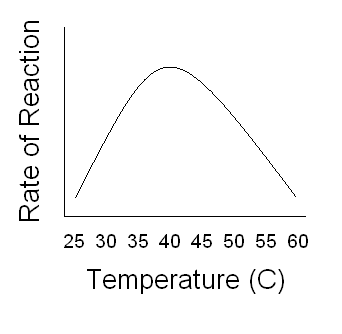 Rate of Reaction
25 30 35 40 45 50 55 60
Temperature (C)